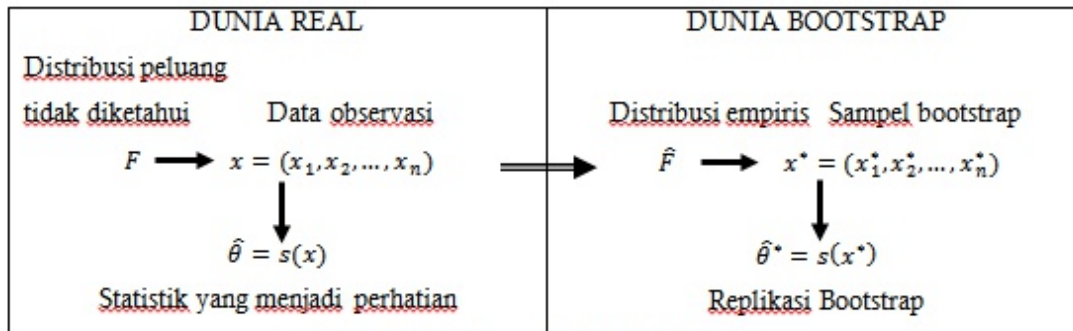 DUNIA REAL
Distribusi peluang
tidak diketahui Data observasi
F → x = (x₁, x₂, ..., xₙ)
θ̂ = s(x)
Statistik yang menjadi perhatian
DUNIA BOOTSTRAP
Distribusi empiris Sampel bootstrap
F̂ → x* = (x₁*, x₂*, ..., xₙ*)
θ̂* = s(x*)
Replikasi Bootstrap